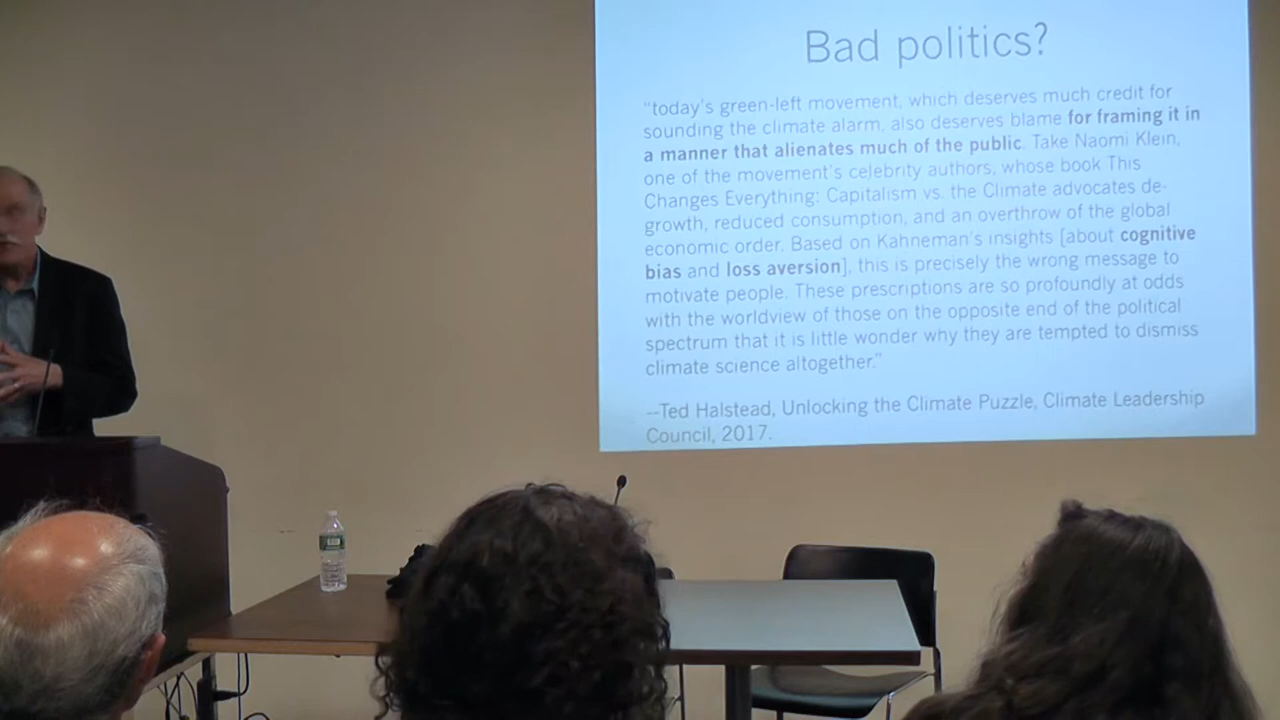 Bad politics?
“today's green-left movement, which deserves much credit for
sounding the climate alarm, also deserves blame for framing it in
a manner that alienates much of the public. Take Naomi Klein,
one of the movement's celebrity authors, whose book This
Changes Everything: Capitalism vs. the Climate advocates de-
growth, reduced consumption, and an overthrow of the global
economic order. Based on Kahneman's insights [about cognitive
bias and loss aversion], this is precisely the wrong message to
motivate people. These prescriptions are so profoundly at odds
with the worldview of those on the opposite end of the political
spectrum that it is little wonder why they are tempted to dismiss
climate science altogether.”
--Ted Halstead, Unlocking the Climate Puzzle, Climate Leadership
Council, 2017.